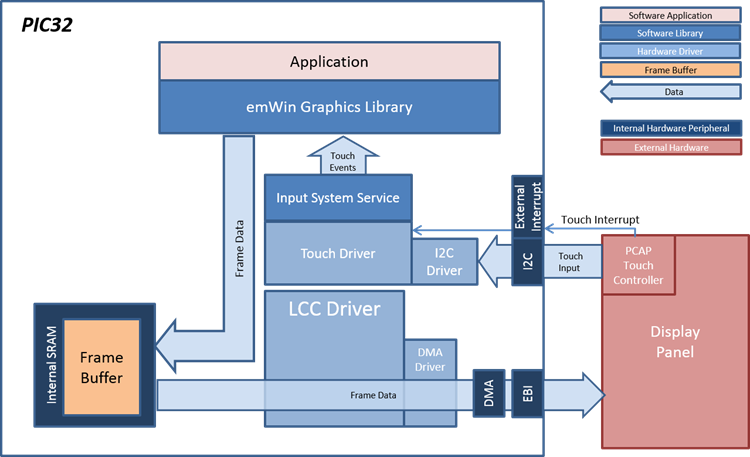 PIC32
Software Application
Software Library
Hardware Driver
Frame Buffer
Data
Internal Hardware Peripheral
External Hardware
Application
emWin Graphics Library
Touch
Events
Frame Data
Input System Service
External
Interrupt
Touch Interrupt
Touch Driver
I2C
Driver
I2C
Touch
Input
PCAP
Touch
Controller
Display
Panel
LCC Driver
DMA
Driver
Internal SRAM
Frame
Buffer
Frame Data
DMA
EBI